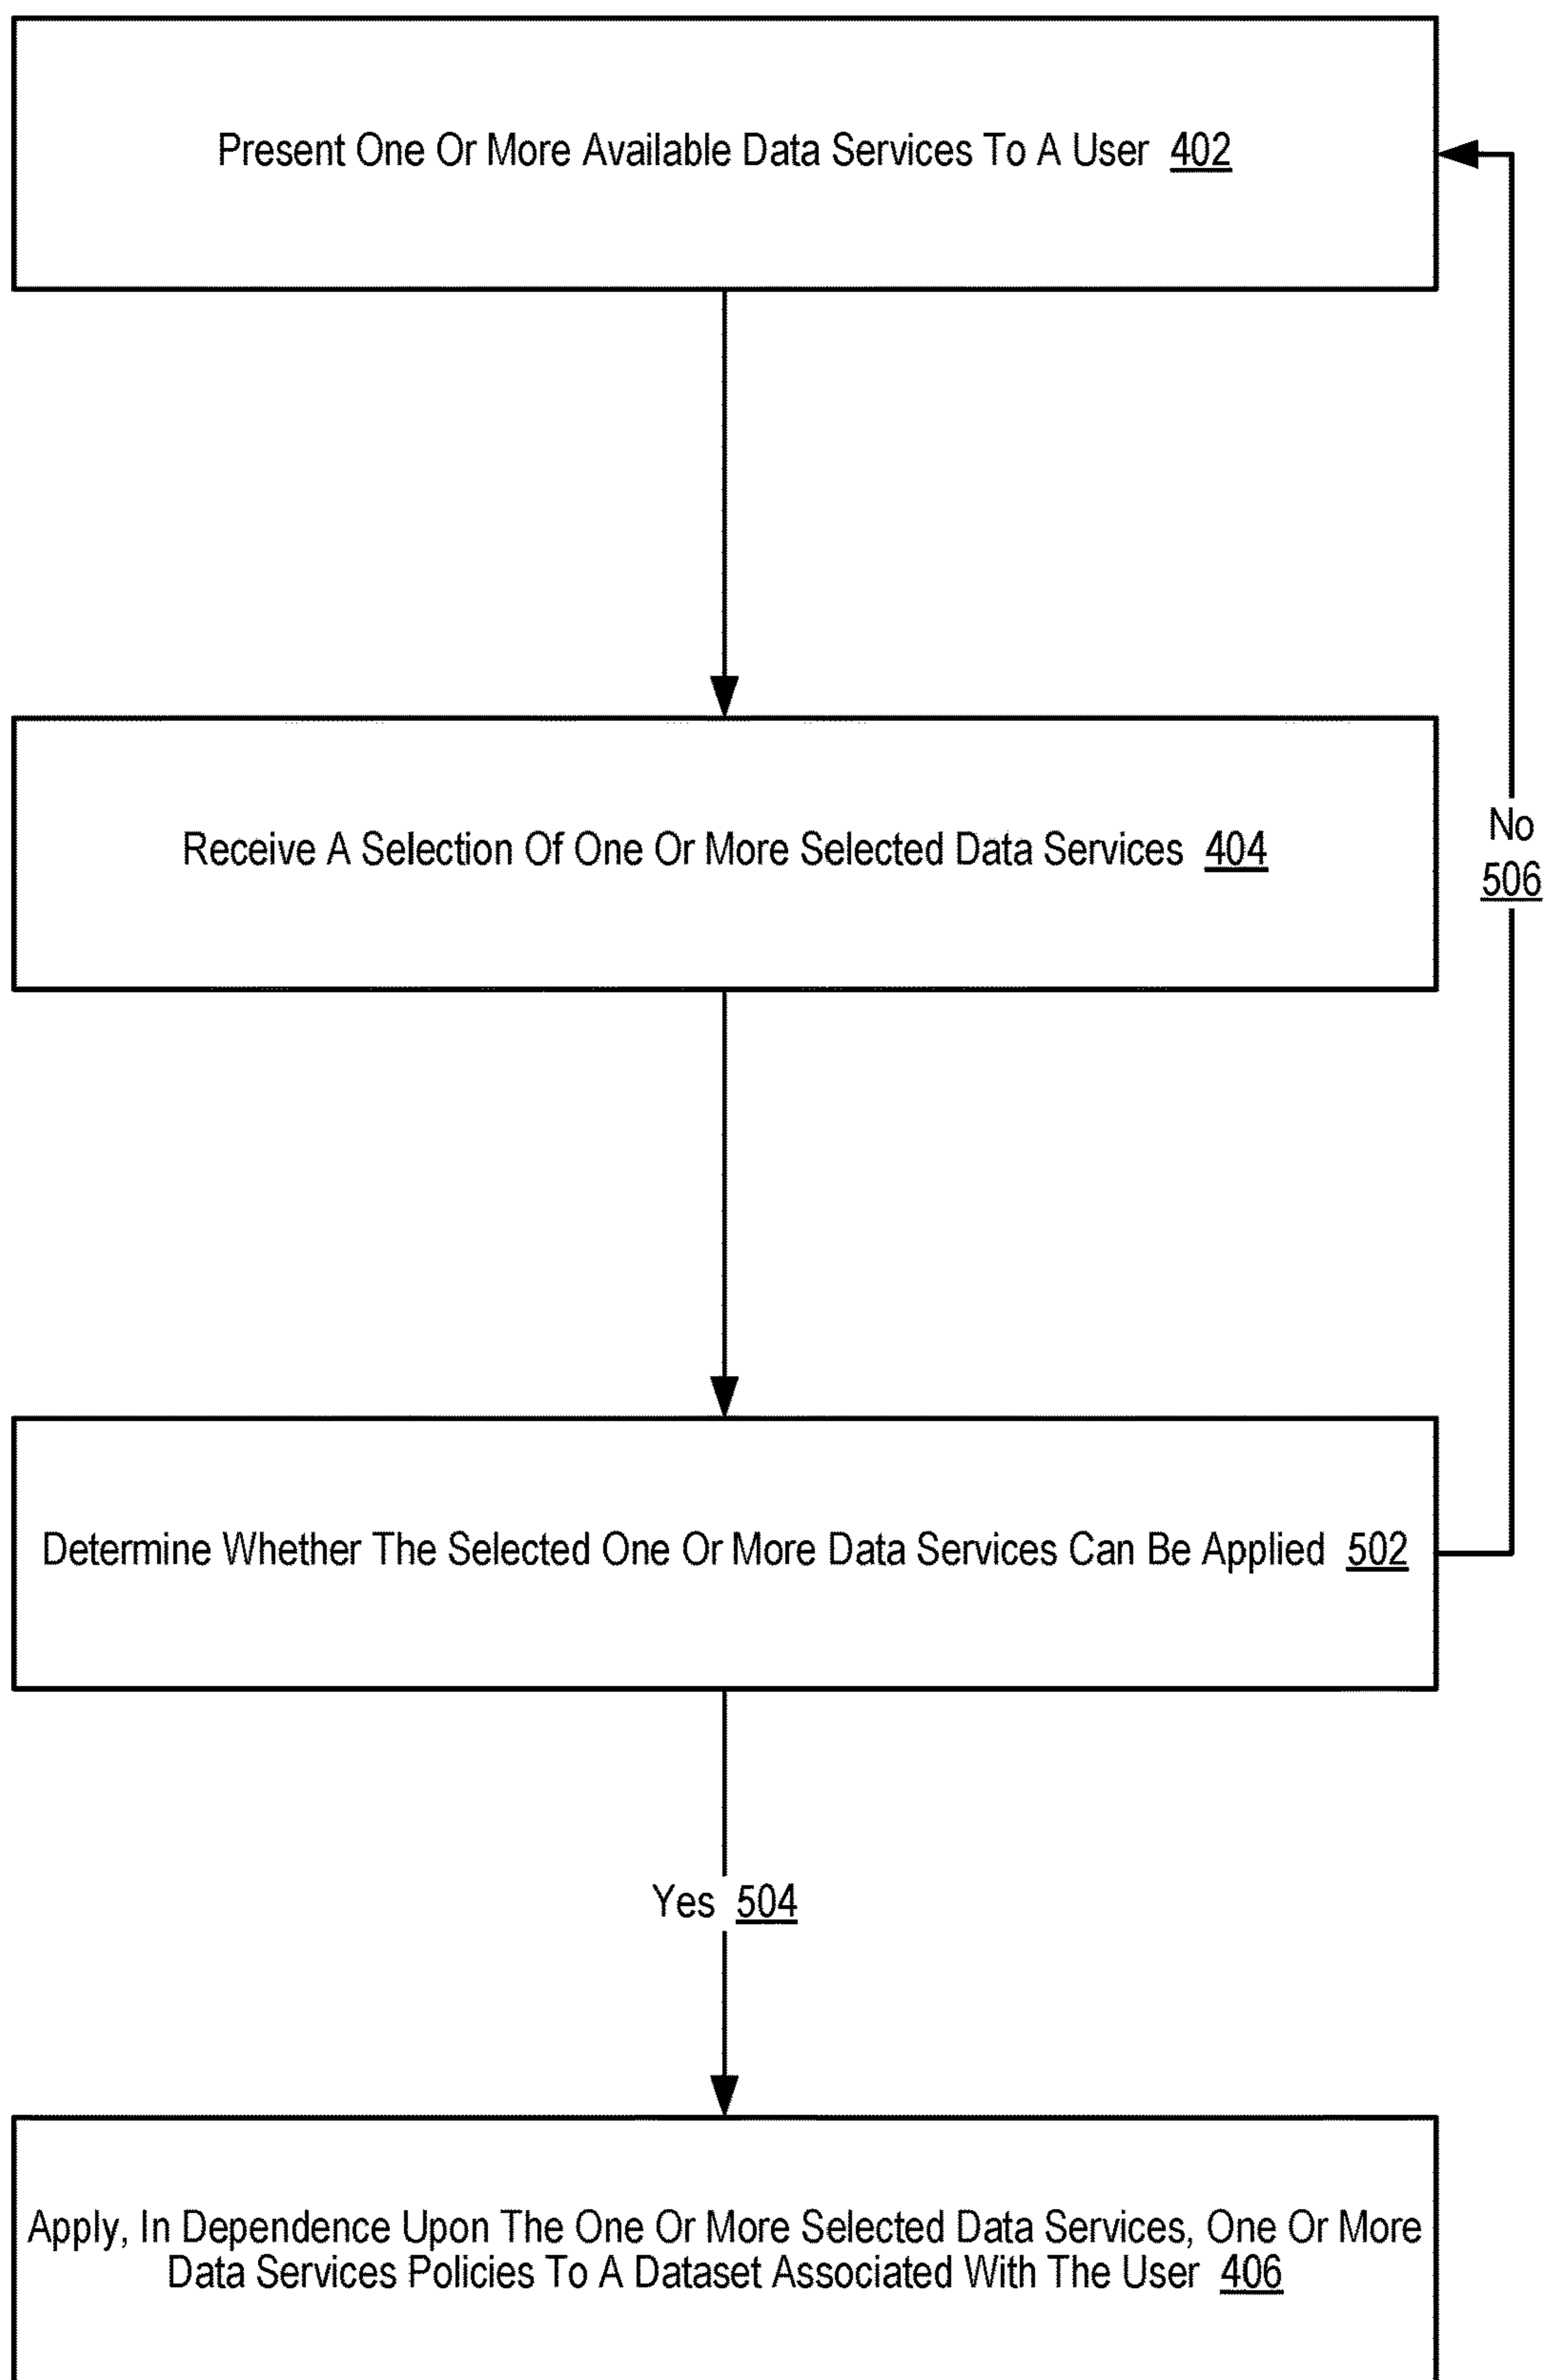 Present One Or More Available Data Services To A User 402
Receive A Selection Of One Or More Selected Data Services 404
No
506
Determine Whether The Selected One Or More Data Services Can Be Applied 502
Yes 504
Apply, In Dependence Upon The One Or More Selected Data Services, One Or More
Data Services Policies To A Dataset Associated With The User 406